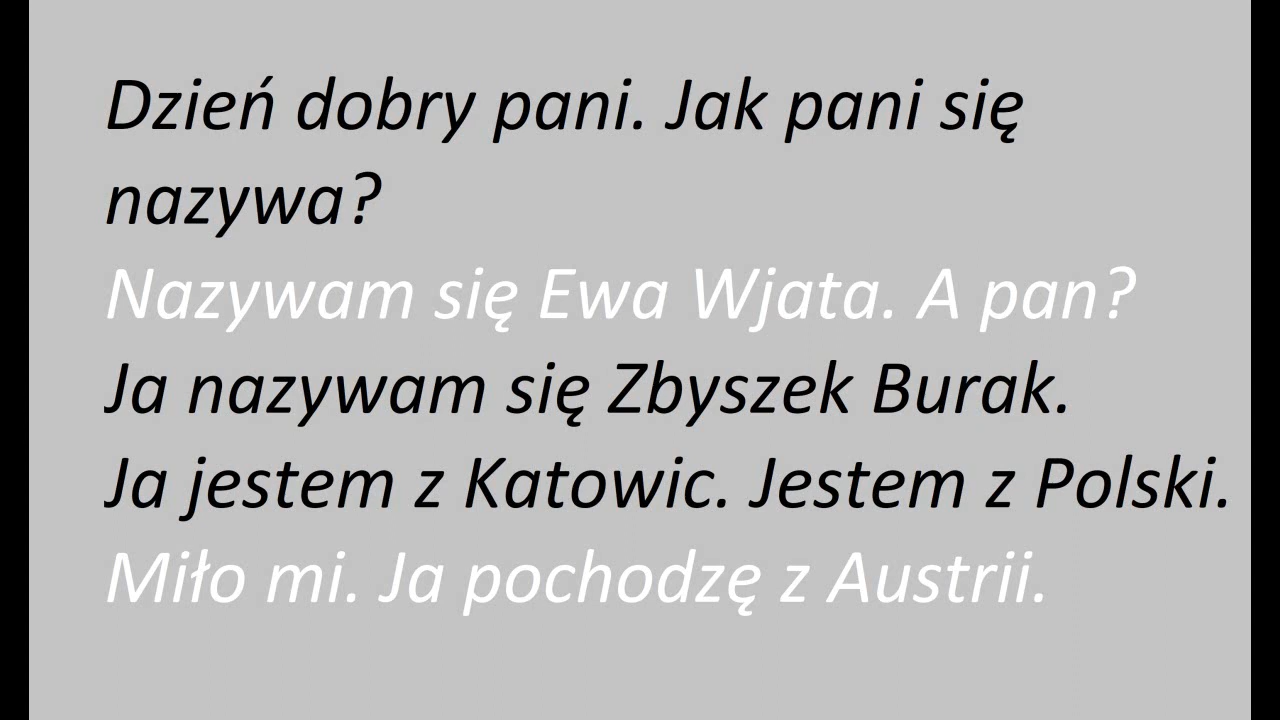 Dzień dobry pani. Jak pani się
nazywa?
Nazywam się Ewa Wjata. A pan?
Ja nazywam się Zbyszek Burak.
Ja jestem z Katowic. Jestem z Polski.
Miło mi. Ja pochodzę z Austrii.